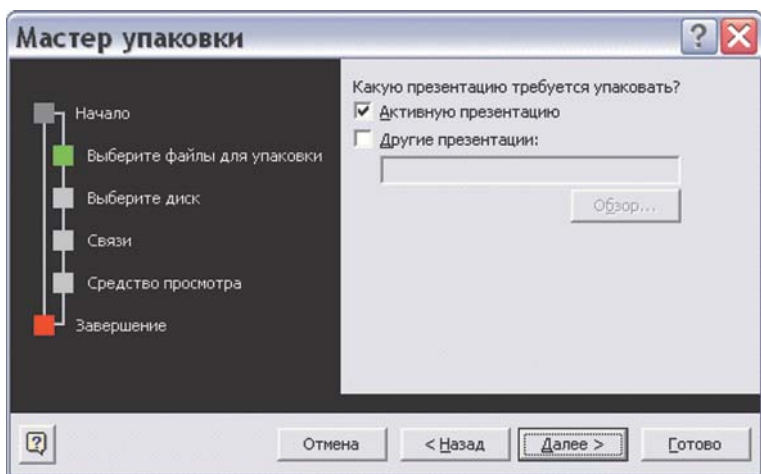 Мастер упаковки
Начало
Выберите файлы для упаковки
Выберите диск
Связи
Средство просмотра
Завершение
Какую презентацию требуется упаковать?
Активную презентацию
Другие презентации:
Обзор...
Отмена
< Назад
Далее >
Готово